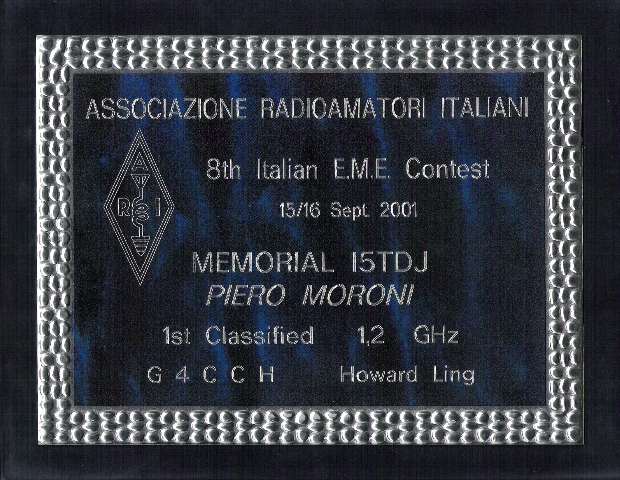 ASSOCIAZIONE RADIOAMATORI ITALIANI
8th Italian E.M.E. Contest
15/16 Sept. 2001
A
R I
MEMORIAL I5TDJ
PIERO MORONI
1st Classified 1,2 GHz
G 4 C C H Howard Ling